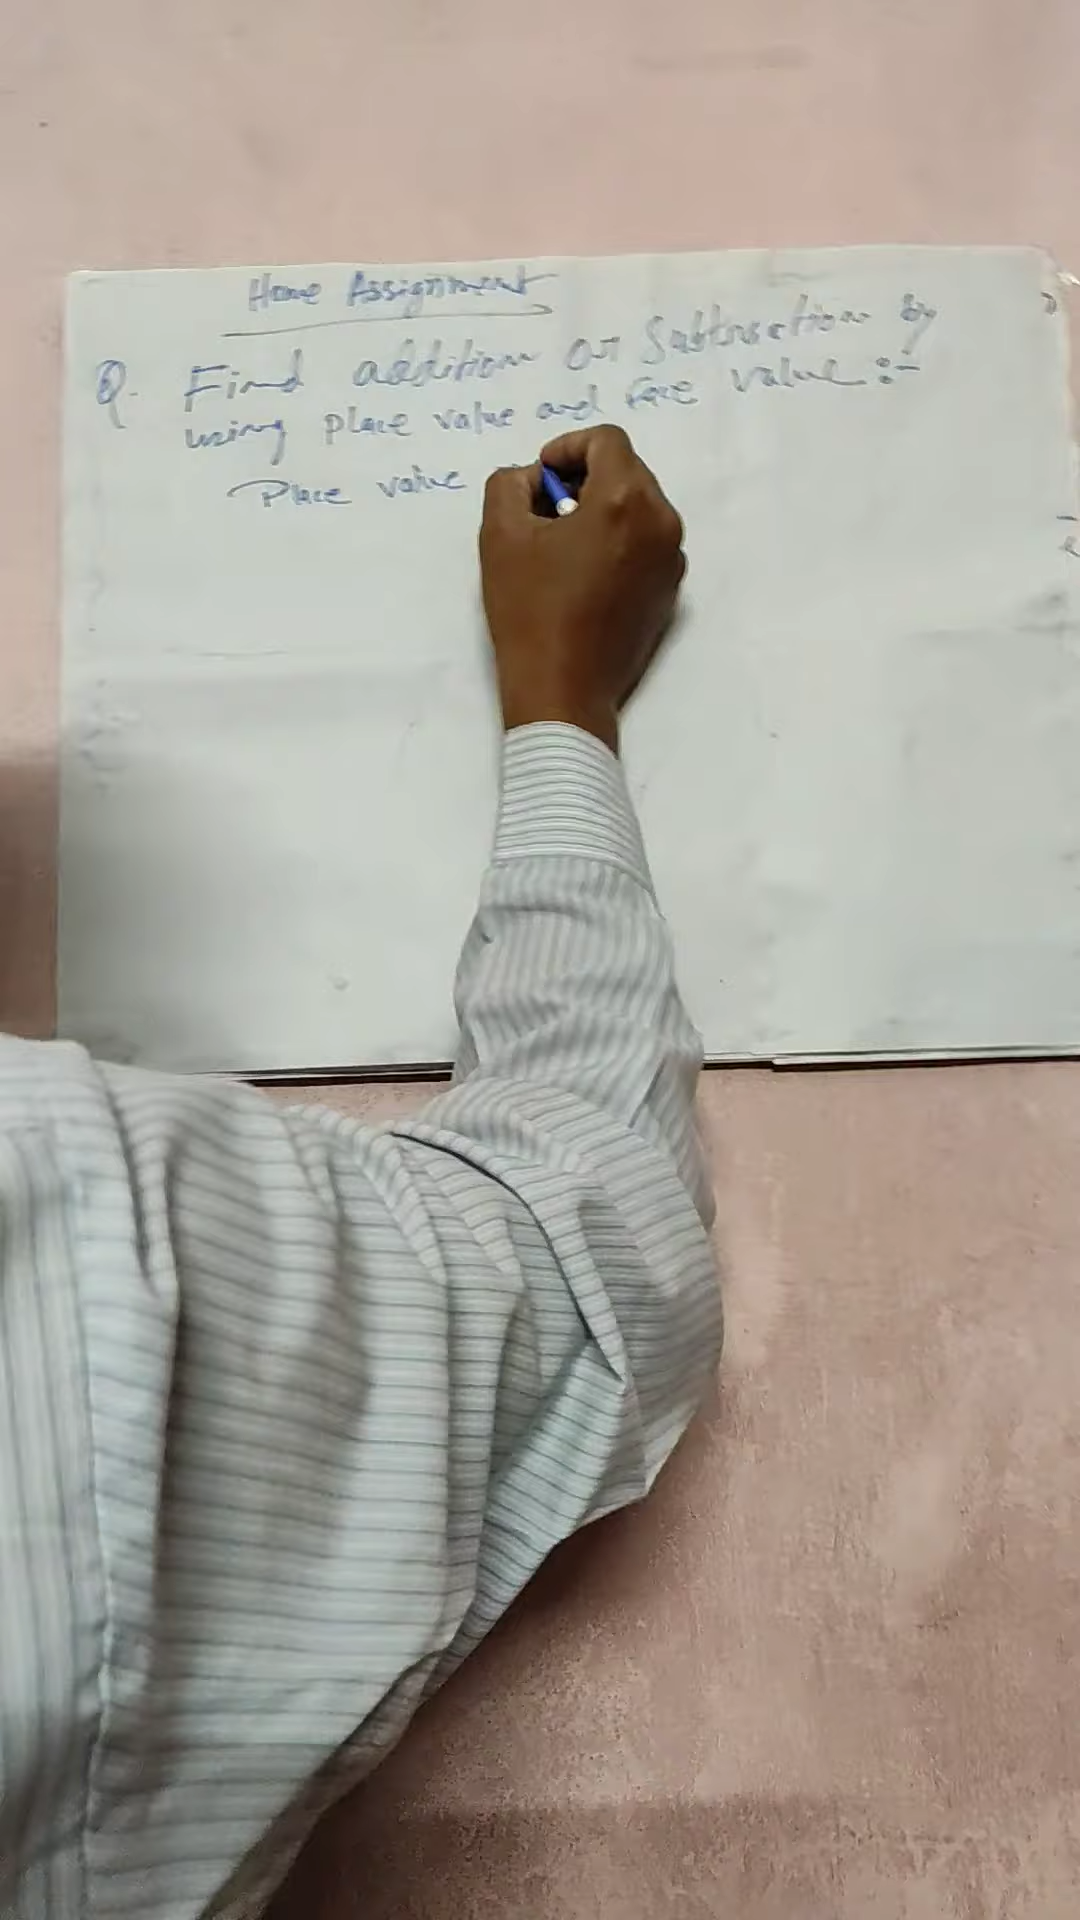 Home Assignment
Q. Find addition or Subtraction by
using place value and face value :-
Place value